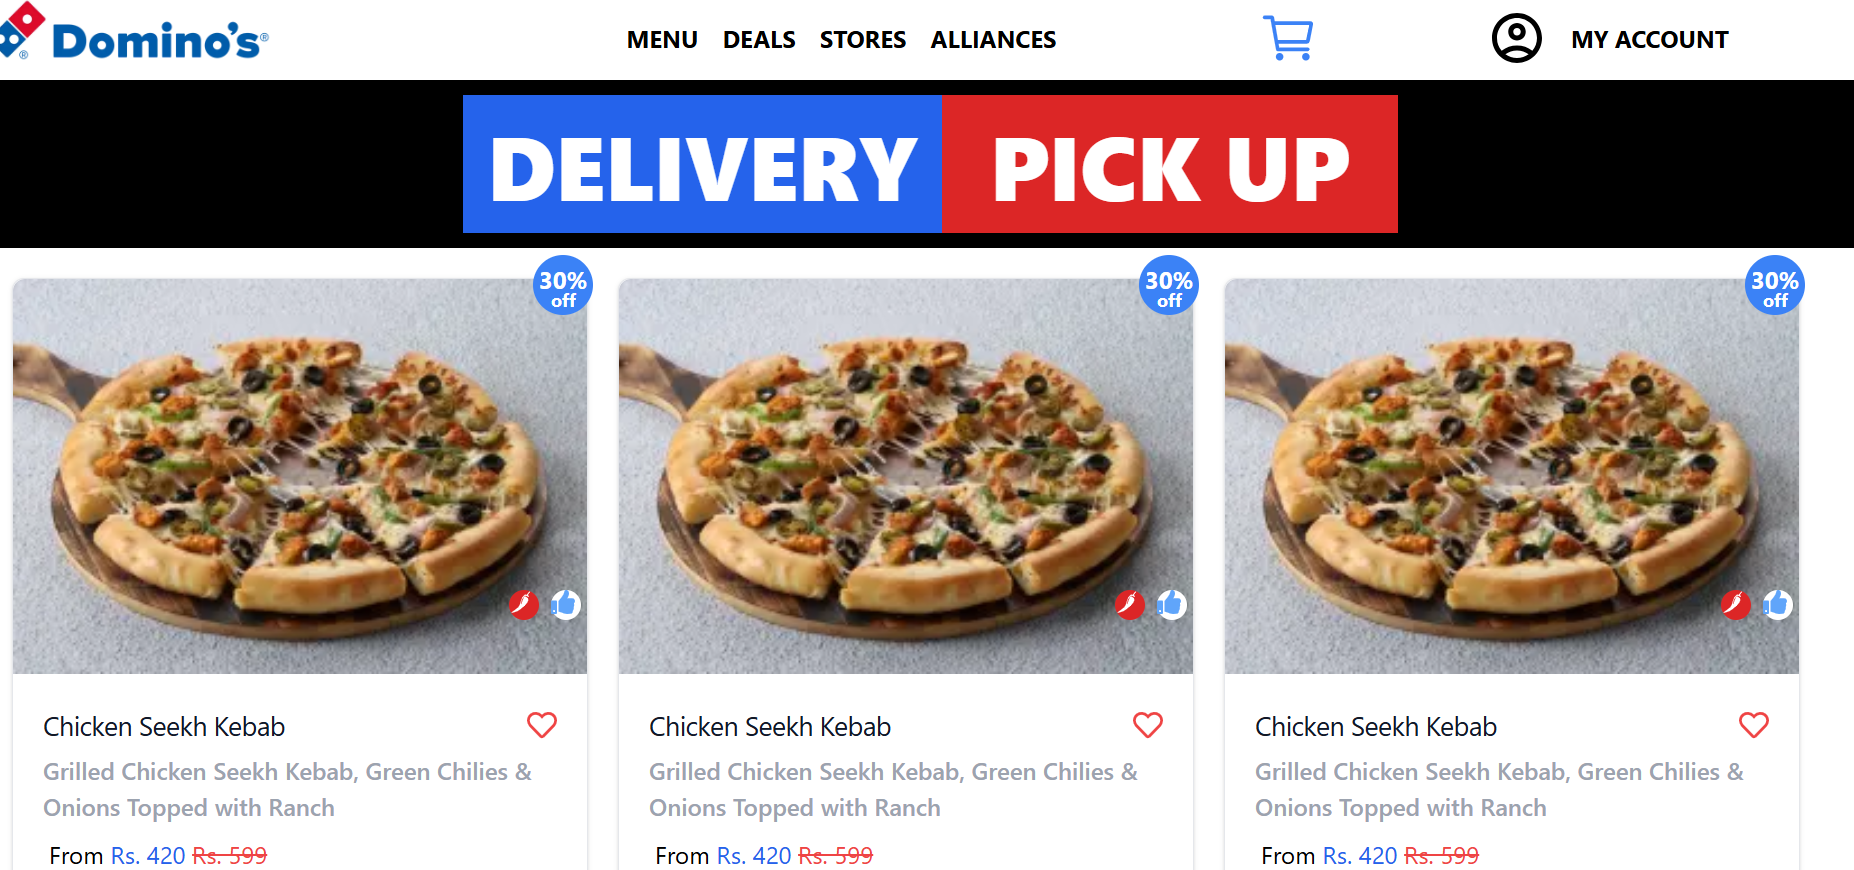 Domino's®
®
MENU DEALS STORES ALLIANCES
MY ACCOUNT
DELIVERY PICK UP
30%
off
30%
off
30%
off
Chicken Seekh Kebab
Grilled Chicken Seekh Kebab, Green Chilies &
Onions Topped with Ranch
From Rs. 420 Rs. 599
Chicken Seekh Kebab
Grilled Chicken Seekh Kebab, Green Chilies &
Onions Topped with Ranch
From Rs. 420 Rs. 599
Chicken Seekh Kebab
Grilled Chicken Seekh Kebab, Green Chilies &
Onions Topped with Ranch
From Rs. 420 Rs. 599